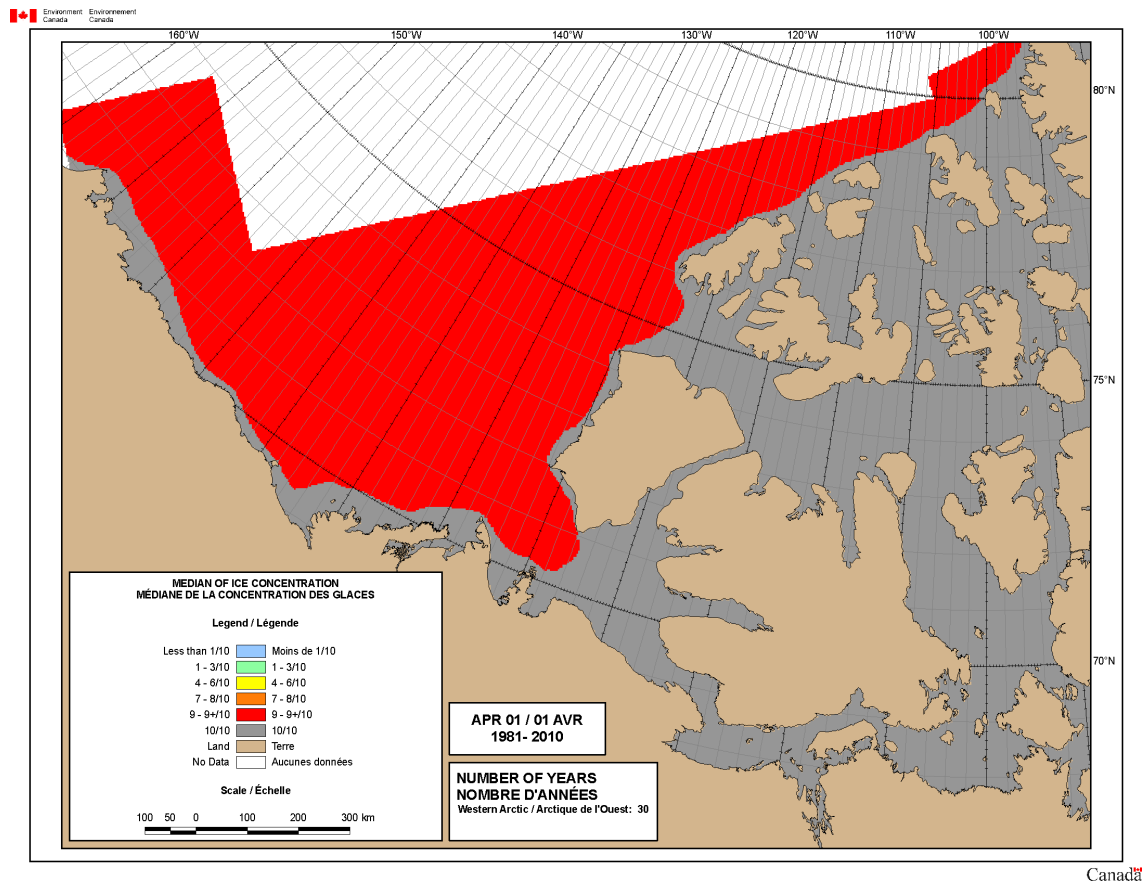 Environment Environnement
Canada Canada
160°W 150°W 140°W 130°W 120°W 110°W 100°W
80°N
75°N
70°N
MEDIAN OF ICE CONCENTRATION
MÉDIANE DE LA CONCENTRATION DES GLACES
Legend / Légende
Less than 1/10 Moins de 1/10
1 - 3/10 1 - 3/10
4 - 6/10 4 - 6/10
7 - 8/10 7 - 8/10
9 - 9+/10 9 - 9+/10
10/10 10/10
Land Terre
No Data Aucunes données
Scale / Échelle
100 50 0 100 200 300 km
APR 01 / 01 AVR
1981- 2010
NUMBER OF YEARS
NOMBRE D'ANNÉES
Western Arctic / Arctique de l'Ouest: 30
Canada